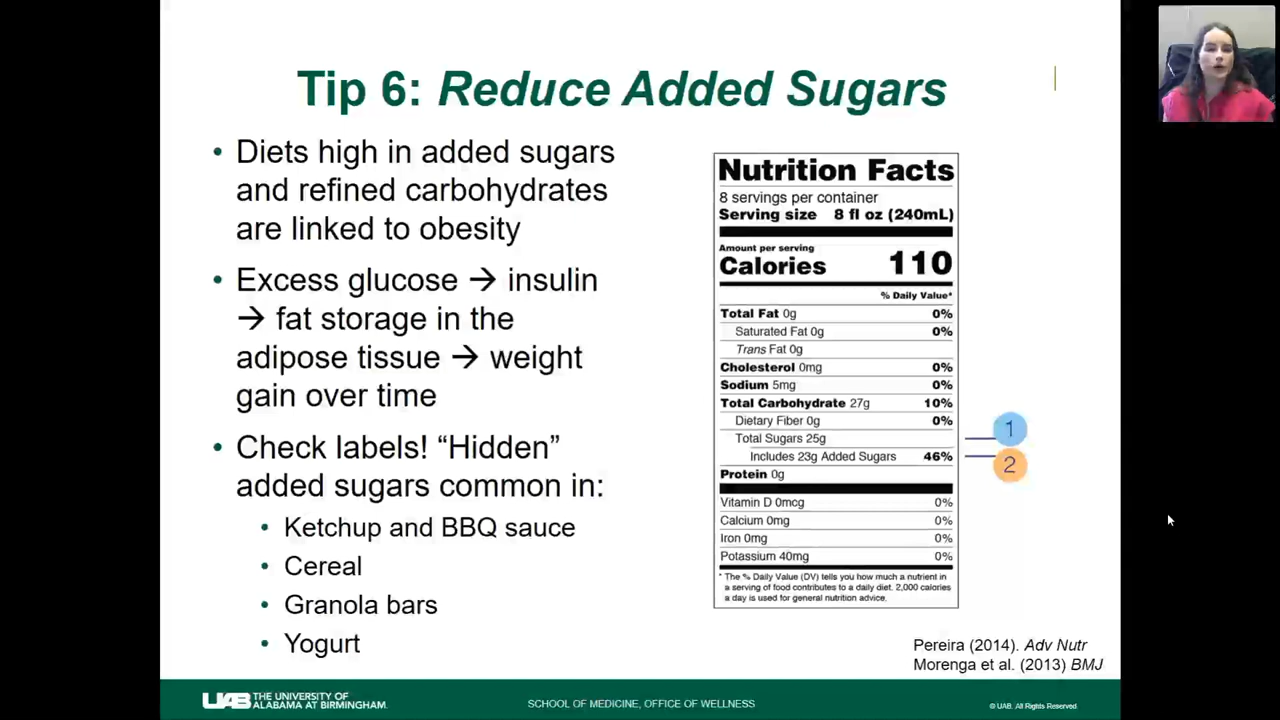 Tip 6: Reduce Added Sugars
• Diets high in added sugars
and refined carbohydrates
are linked to obesity
• Excess glucose → insulin
→ fat storage in the
adipose tissue → weight
gain over time
• Check labels! “Hidden”
added sugars common in:
• Ketchup and BBQ sauce
• Cereal
• Granola bars
• Yogurt
Nutrition Facts
8 servings per container
Serving size 8 fl oz (240mL)
Amount per serving
Calories 110
% Daily Value*
Total Fat 0g 0%
Saturated Fat 0g 0%
Trans Fat 0g
Cholesterol 0mg 0%
Sodium 5mg 0%
Total Carbohydrate 27g 10%
Dietary Fiber 0g 0%
Total Sugars 25g
1
Includes 23g Added Sugars 46%
2
Protein 0g
Vitamin D 0mcg 0%
Calcium 0mg 0%
Iron 0mg 0%
Potassium 40mg 0%
* The % Daily Value (DV) tells you how much a nutrient in
a serving of food contributes to a daily diet. 2,000 calories
a day is used for general nutrition advice.
Pereira (2014). Adv Nutr
Morenga et al. (2013) BMJ
UAB THE UNIVERSITY OF
ALABAMA AT BIRMINGHAM.
SCHOOL OF MEDICINE, OFFICE OF WELLNESS
© UAB. All Rights Reserved.